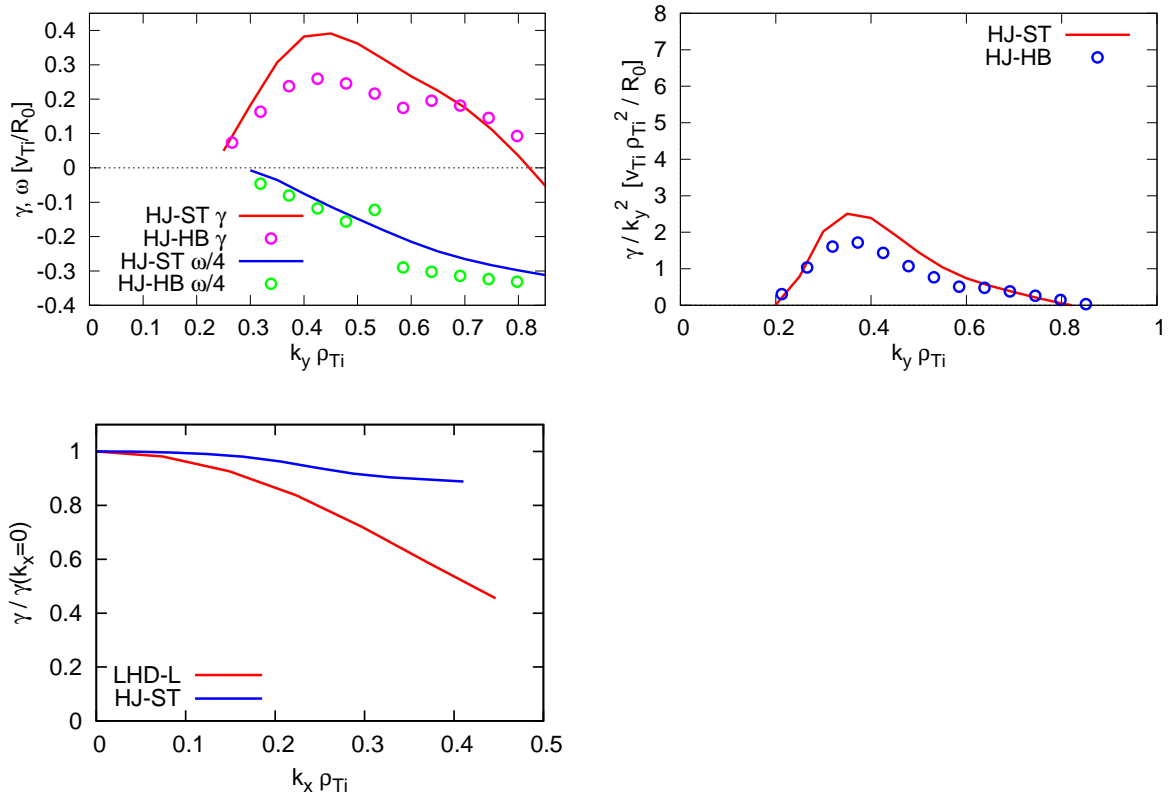 γ, ω [v_Ti/R_0]
0.4
0.3
0.2
0.1
0
-0.1
-0.2
-0.3
-0.4
HJ-ST γ
HJ-HB γ
HJ-ST ω/4
HJ-HB ω/4
0 0.1 0.2 0.3 0.4 0.5 0.6 0.7 0.8
k_y ρ_Ti
γ / k_y^2 [v_Ti ρ_Ti^2 / R_0]
8
7
6
5
4
3
2
1
0
HJ-ST
HJ-HB
0 0.2 0.4 0.6 0.8 1
k_y ρ_Ti
γ / γ(k_x=0)
1
0.8
0.6
0.4
0.2
0
LHD-L
HJ-ST
0 0.1 0.2 0.3 0.4 0.5
k_x ρ_Ti